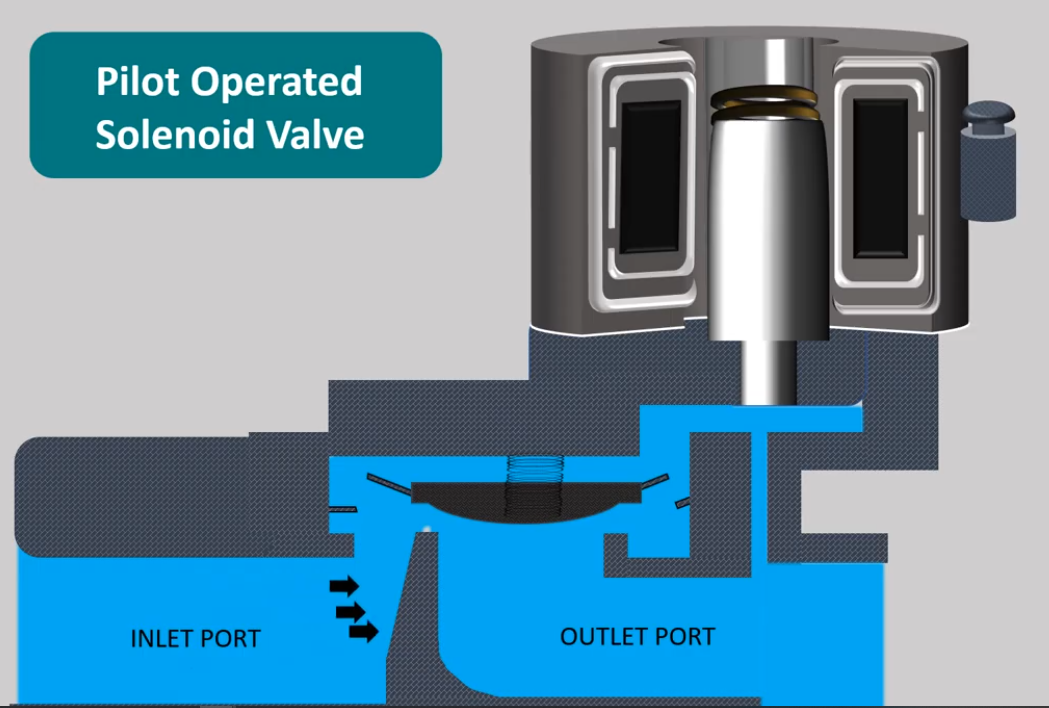 Pilot Operated
Solenoid Valve
INLET PORT
OUTLET PORT